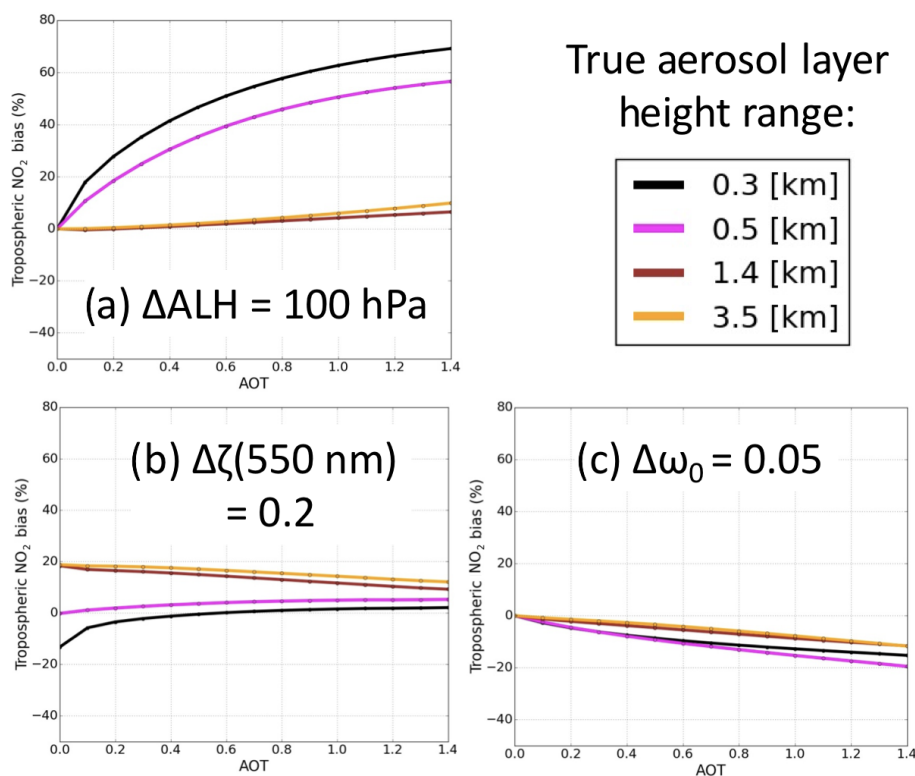 80
60
40
20
0
−20
−40
Tropospheric NO₂ bias (%)
(a) ΔALH = 100 hPa
0.0 0.2 0.4 0.6 0.8 1.0 1.2 1.4
AOT
True aerosol layer
height range:
0.3 [km]
0.5 [km]
1.4 [km]
3.5 [km]
80
60
40
20
0
−20
−40
Tropospheric NO₂ bias (%)
(b) Δζ(550 nm)
= 0.2
0.0 0.2 0.4 0.6 0.8 1.0 1.2 1.4
AOT
80
60
40
20
0
−20
−40
Tropospheric NO₂ bias (%)
(c) Δω₀ = 0.05
0.0 0.2 0.4 0.6 0.8 1.0 1.2 1.4
AOT